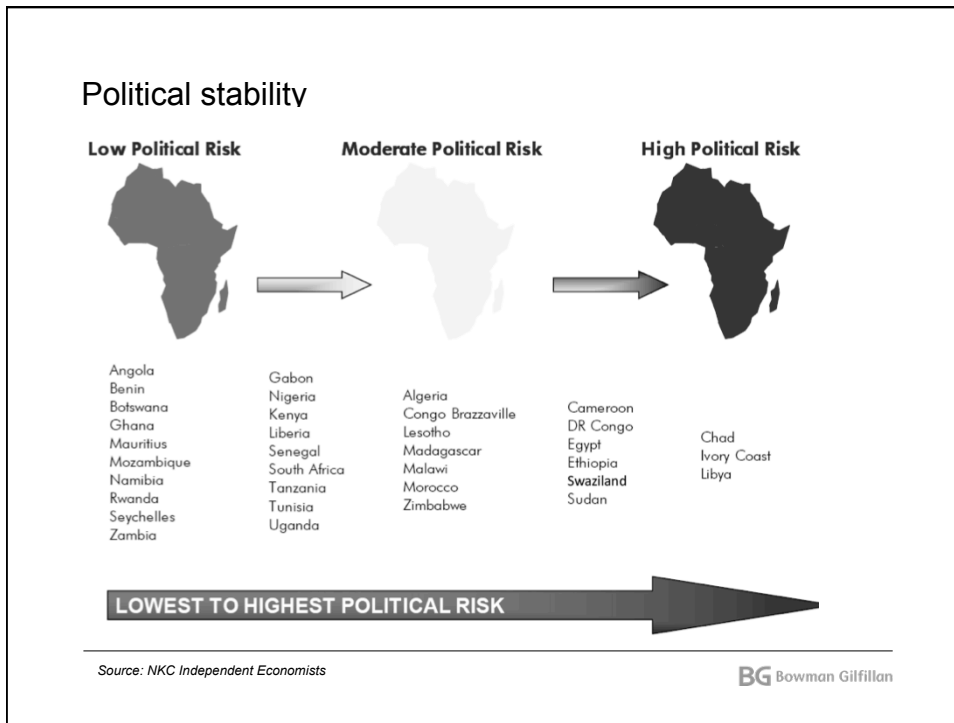 Political stability
Low Political Risk
Moderate Political Risk
High Political Risk
Angola
Benin
Botswana
Ghana
Mauritius
Mozambique
Namibia
Rwanda
Seychelles
Zambia
Gabon
Nigeria
Kenya
Liberia
Senegal
South Africa
Tanzania
Tunisia
Uganda
Algeria
Congo Brazzaville
Lesotho
Madagascar
Malawi
Morocco
Zimbabwe
Cameroon
DR Congo
Egypt
Ethiopia
Swaziland
Sudan
Chad
Ivory Coast
Libya
LOWEST TO HIGHEST POLITICAL RISK
Source: NKC Independent Economists
BG Bowman Gilfillan